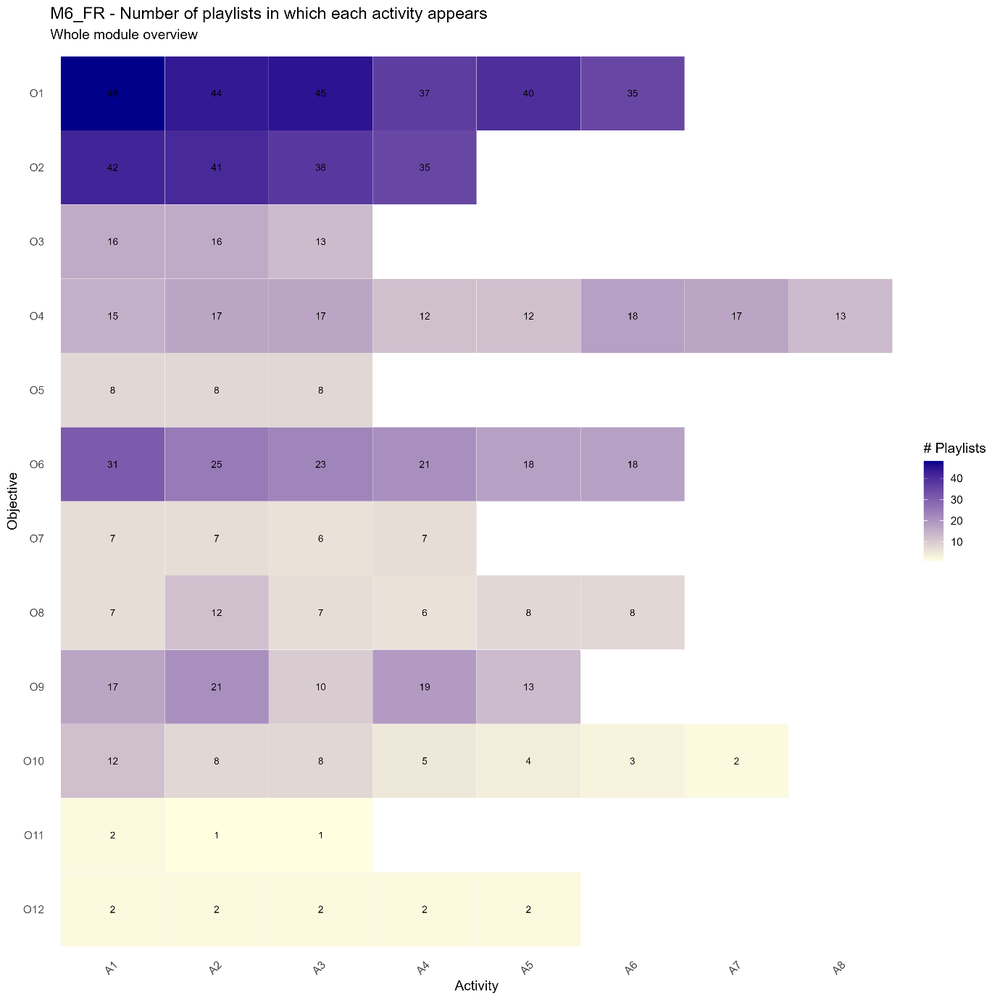 M6_FR - Number of playlists in which each activity appears
Whole module overview
O1 48 44 45 37 40 35
O2 42 41 38 35
O3 16 16 13
O4 15 17 17 12 12 18 17 13
O5 8 8 8
O6 31 25 23 21 18 18
O7 7 7 6 7
O8 7 12 7 6 8 8
O9 17 21 10 19 13
O10 12 8 8 5 4 3 2
O11 2 1 1
O12 2 2 2 2 2
A1 A2 A3 A4 A5 A6 A7 A8
Activity
Objective
# Playlists
40
30
20
10